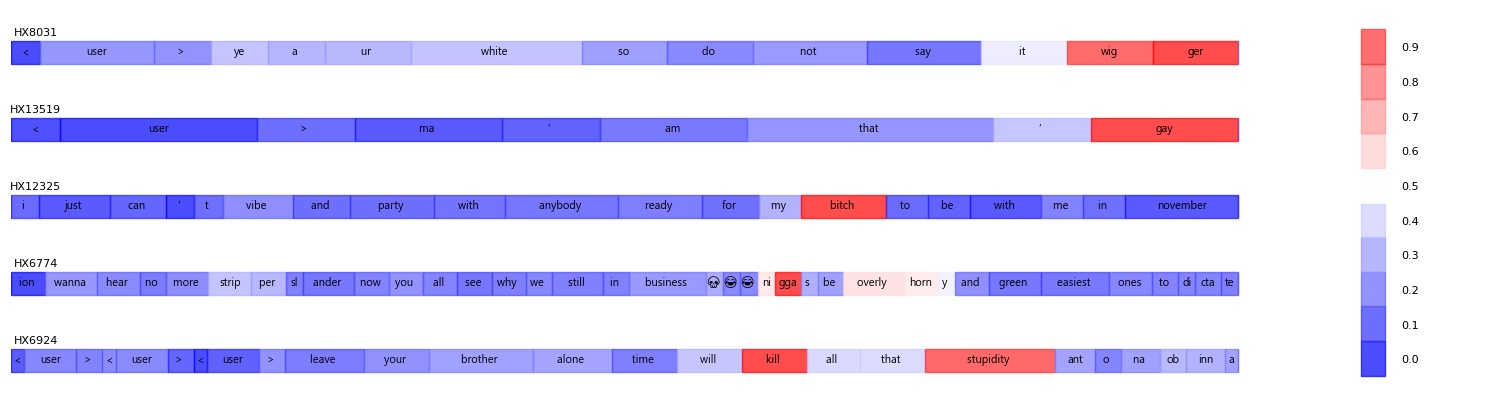 HX8031
< user > ye a ur white so do not say it wig ger
HX13519
< user > ma ' am that ' gay
HX12325
i just can ' t vibe and party with anybody ready for my bitch to be with me in november
HX6774
ion wanna hear no more strip per sl ander now you all see why we still in business 💀 😂 😂 ni gga s be overly horn y and green easiest ones to di cta te
HX6924
< user > < user > < user > leave your brother alone time will kill all that stupidity ant o na ob inn a
0.9
0.8
0.7
0.6
0.5
0.4
0.3
0.2
0.1
0.0